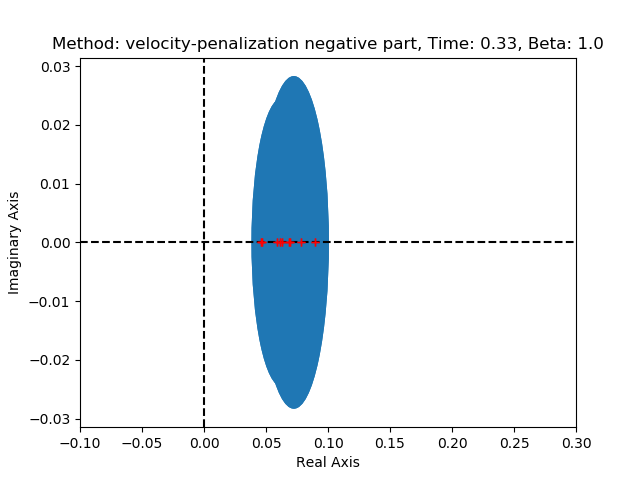 Method: velocity-penalization negative part, Time: 0.33, Beta: 1.0
0.03
0.02
0.01
0.00
−0.01
−0.02
−0.03
Imaginary Axis
−0.10 −0.05 0.00 0.05 0.10 0.15 0.20 0.25 0.30
Real Axis